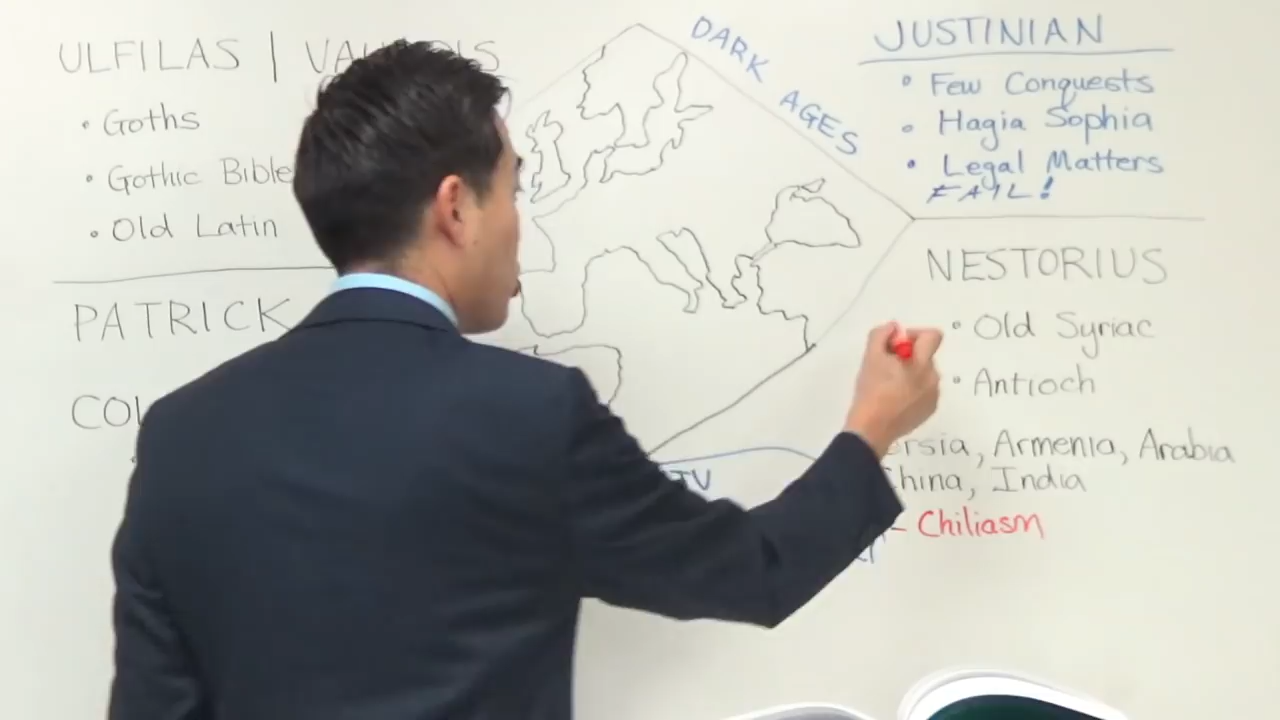 ULFILAS |
• Goths
• Gothic Bible
• Old Latin
PATRICK
DARK AGES
JUSTINIAN
• Few Conquests
• Hagia Sophia
• Legal Matters
FAIL!
NESTORIUS
• Old Syriac
• Antioch
Armenia, Arabia
India
- Chiliasm